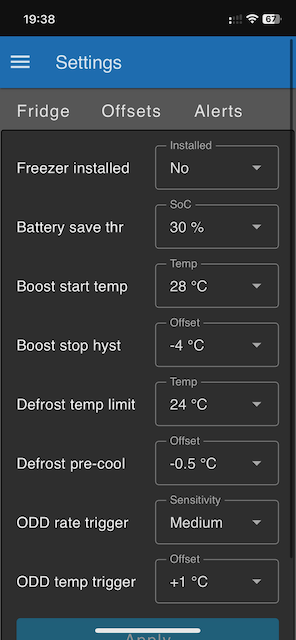 19:38
67
Settings
Fridge Offsets Alerts
Installed
Freezer installed No
SoC
Battery save thr 30 %
Temp
Boost start temp 28 °C
Offset
Boost stop hyst -4 °C
Temp
Defrost temp limit 24 °C
Offset
Defrost pre-cool -0.5 °C
Sensitivity
ODD rate trigger Medium
Offset
ODD temp trigger +1 °C
Apply